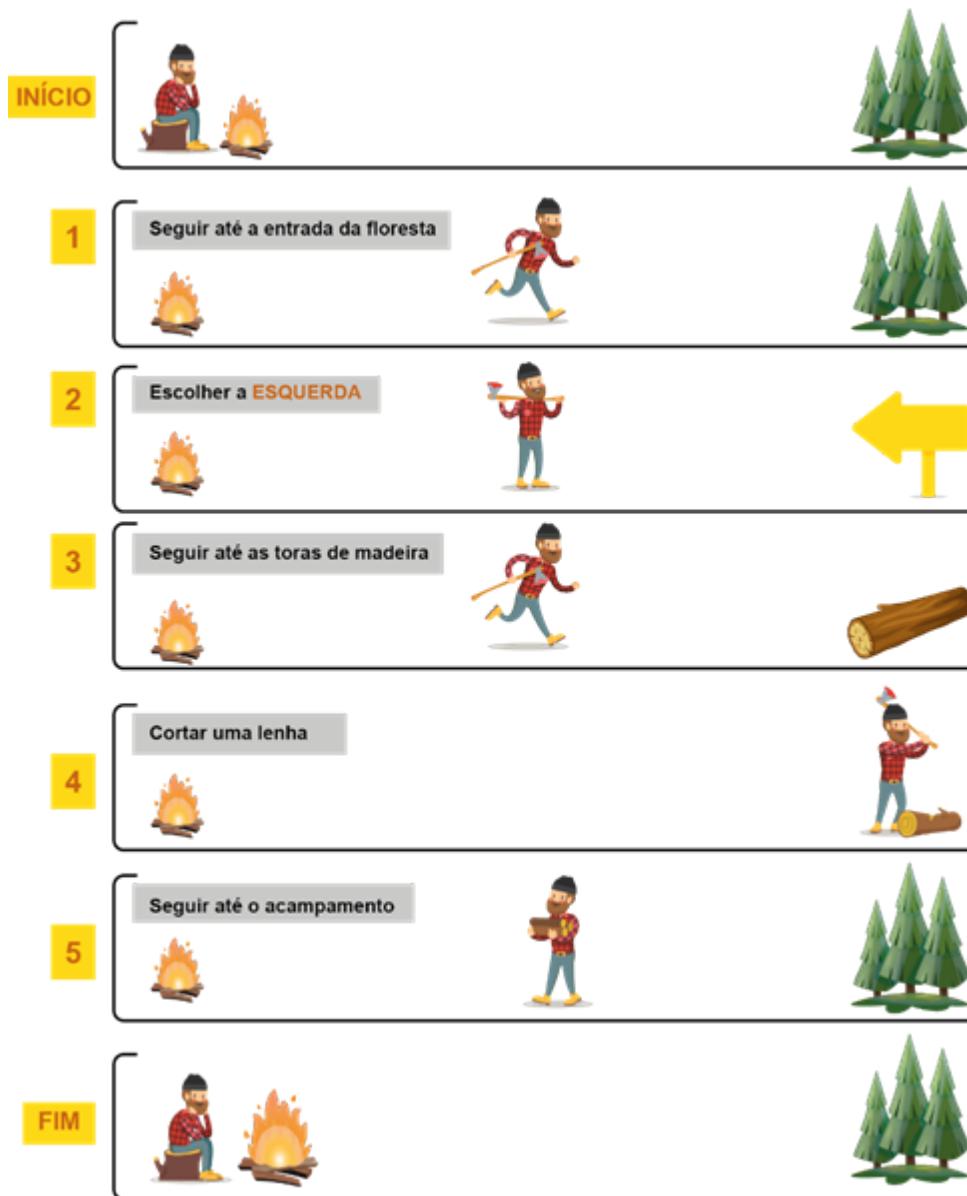 INÍCIO
1
Seguir até a entrada da floresta
2
Escolher a ESQUERDA
3
Seguir até as toras de madeira
4
Cortar uma lenha
5
Seguir até o acampamento
FIM